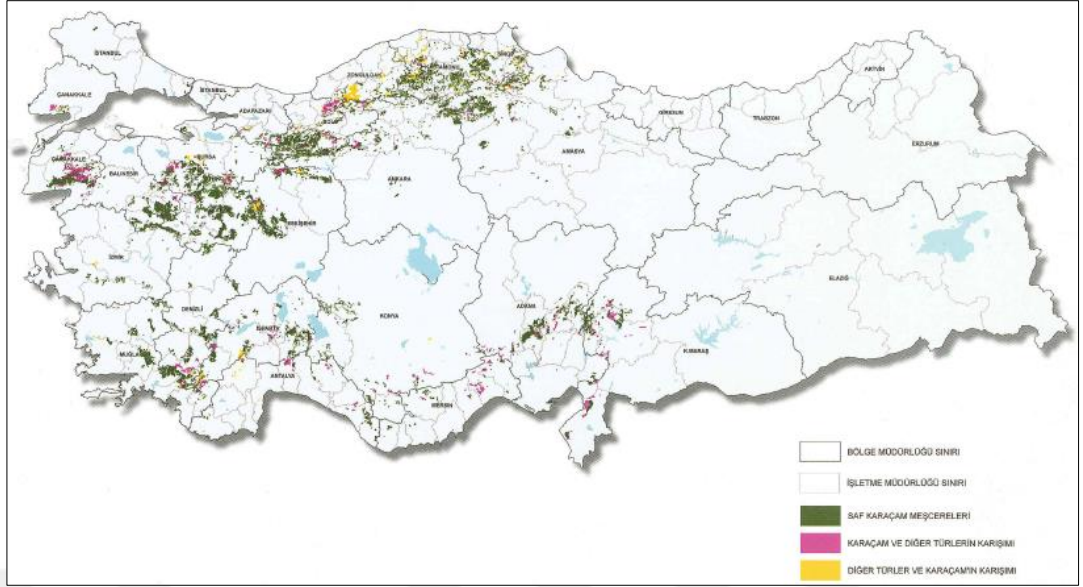 İSTANBUL
ÇANAKKALE
İSTANBUL
ADAPAZARI
ZONGULDAK
SİNOP
ARTVİN
GİRESUN
TRABZON
ERZURUM
AMASYA
ANKARA
ÇANAKKALE
BALIKESİR
BURSA
ESKİŞEHİR
İZMİR
DENİZLİ
ISPARTA
KONYA
ADANA
ELAZIĞ
K.MARAŞ
MUĞLA
ANTALYA
MERSİN
BÖLGE MÜDÜRLÜĞÜ SINIRI
İŞLETME MÜDÜRLÜĞÜ SINIRI
SAF KARAÇAM MEŞCERELERİ
KARAÇAM VE DİĞER TÜRLERİN KARIŞIMI
DİĞER TÜRLER VE KARAÇAM'IN KARIŞIMI